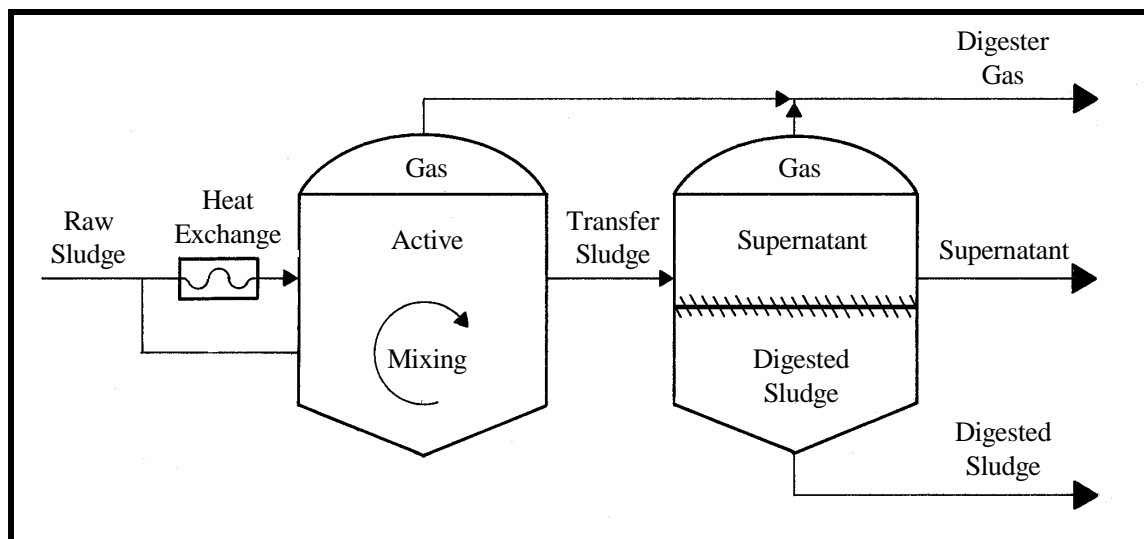 Digester
Gas
Gas
Gas
Raw
Sludge
Heat
Exchange
Active
Transfer
Sludge
Supernatant
Supernatant
Mixing
Digested
Sludge
Digested
Sludge